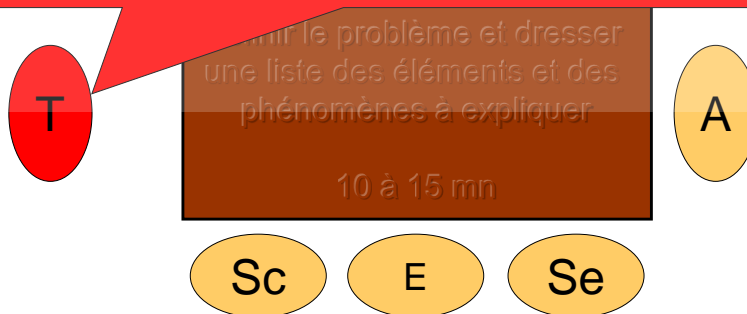 le problème et dresser
une liste des éléments et des
phénomènes à expliquer
10 à 15 mn
T
A
Sc
E
Se